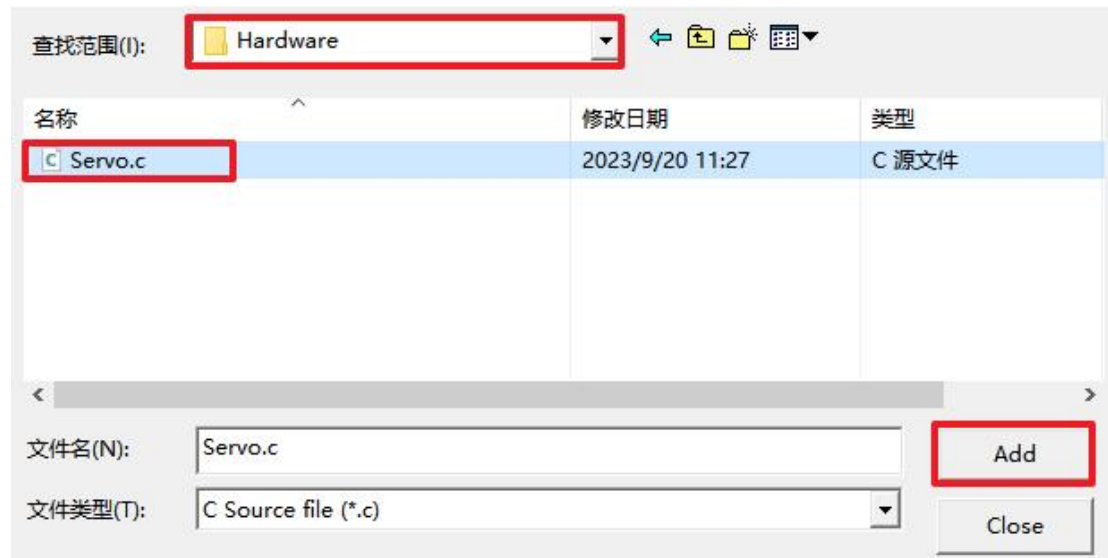 查找范围(I): Hardware
名称 修改日期 类型
Servo.c 2023/9/20 11:27 C 源文件
文件名(N): Servo.c Add
文件类型(T): C Source file (*.c) Close